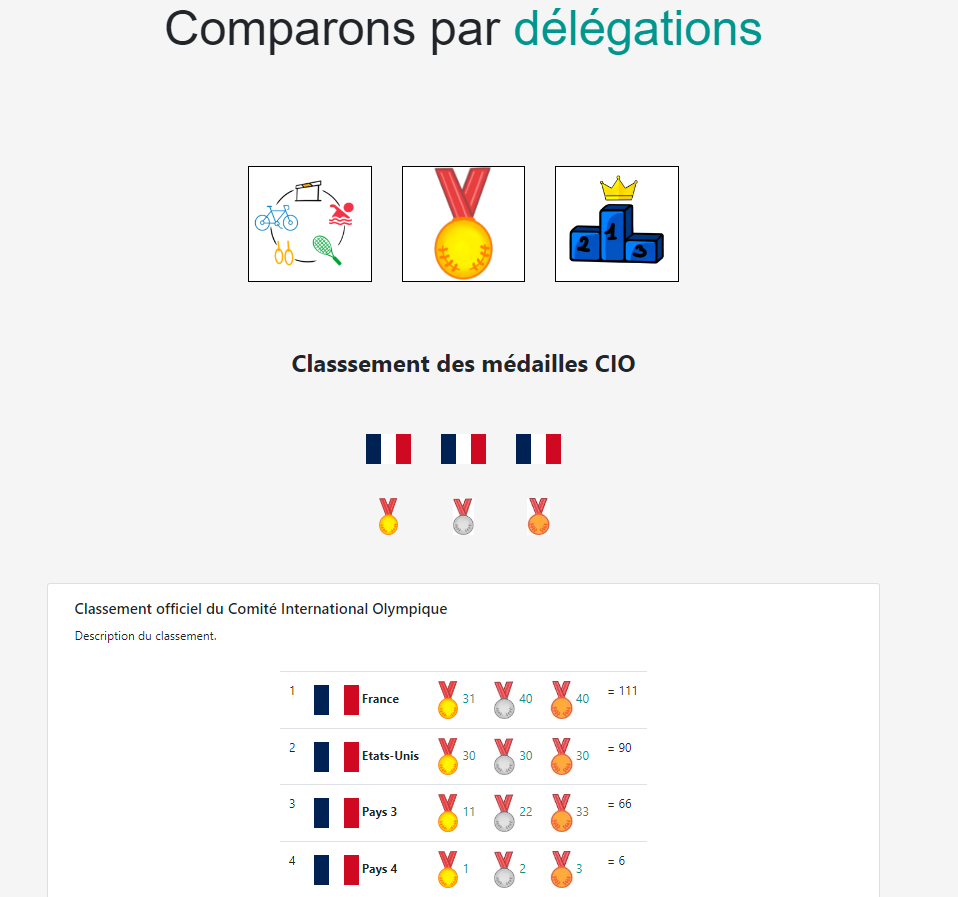 Comparons par délégations
2 1 3
Classsement des médailles CIO
Classement officiel du Comité International Olympique
Description du classement.
1 France 31 40 40 = 111
2 Etats-Unis 30 30 30 = 90
3 Pays 3 11 22 33 = 66
4 Pays 4 1 2 3 = 6